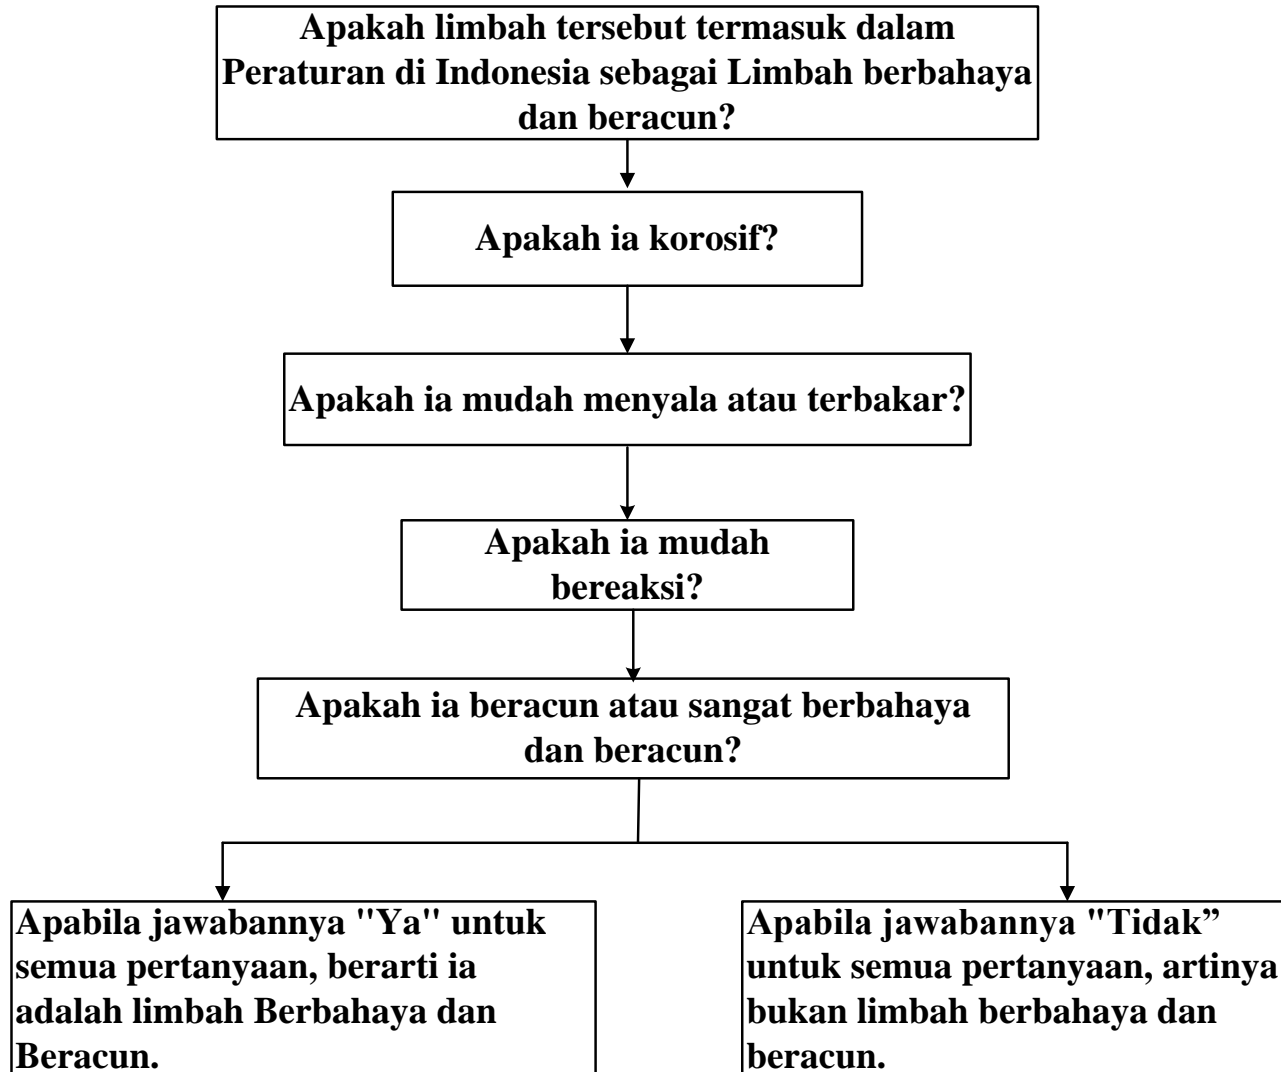 Apakah limbah tersebut termasuk dalam
Peraturan di Indonesia sebagai Limbah berbahaya
dan beracun?
Apakah ia korosif?
Apakah ia mudah menyala atau terbakar?
Apakah ia mudah
bereaksi?
Apakah ia beracun atau sangat berbahaya
dan beracun?
Apabila jawabannya "Ya" untuk
semua pertanyaan, berarti ia
adalah limbah Berbahaya dan
Beracun.
Apabila jawabannya "Tidak”
untuk semua pertanyaan, artinya
bukan limbah berbahaya dan
beracun.